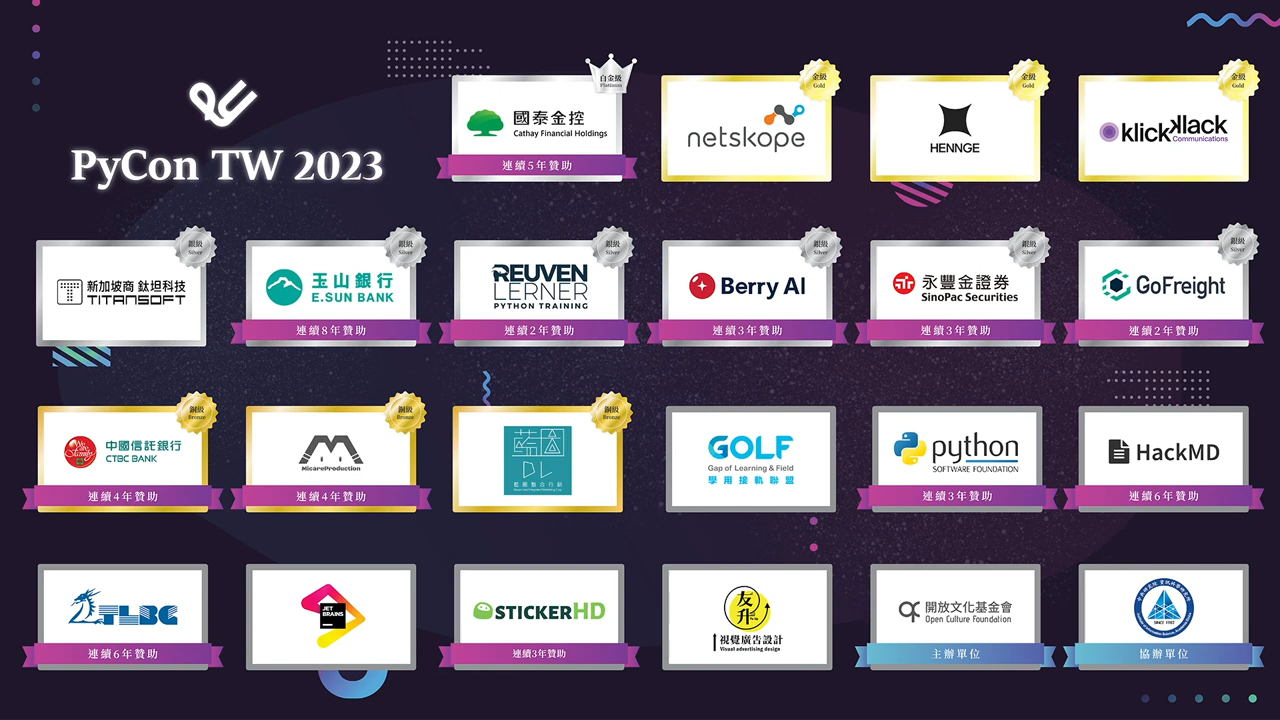 PyCon TW 2023
白金級
Platinum
國泰金控
Cathay Financial Holdings
連續5年贊助
金級
Gold
netskope
金級
Gold
HENNGE
金級
Gold
klickklack
Communications
銀級
Silver
新加坡商 鈦坦科技
TITANSOFT
銀級
Silver
玉山銀行
E.SUN BANK
連續8年贊助
銀級
Silver
REUVEN
LERNER
PYTHON TRAINING
連續2年贊助
銀級
Silver
Berry AI
連續3年贊助
銀級
Silver
永豐金證券
SinoPac Securities
連續3年贊助
銀級
Silver
GoFreight
連續2年贊助
銅級
Bronze
We are family
中國信託銀行
CTBC BANK
連續4年贊助
銅級
Bronze
MicareProduction
連續4年贊助
銅級
Bronze
藍圖
DL
藍圖整合行銷
GOLF
Gap of Learning & Field
學用接軌聯盟
python
SOFTWARE FOUNDATION
連續3年贊助
HackMD
連續6年贊助
TLBC
連續6年贊助
JET
BRAINS
STICKERHD
連續3年贊助
友升
視覺廣告設計
Visual advertising design
開放文化基金會
Open Culture Foundation
主辦單位
SINCE 1982
協辦單位